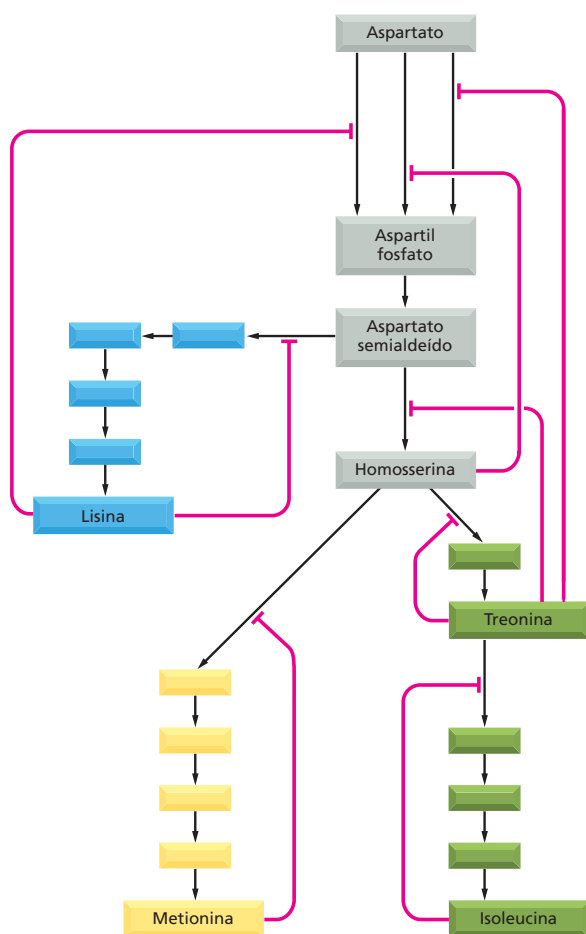 Aspartato
Aspartil
fosfato
Aspartato
semialdeído
Homosserina
Lisina
Treonina
Metionina
Isoleucina